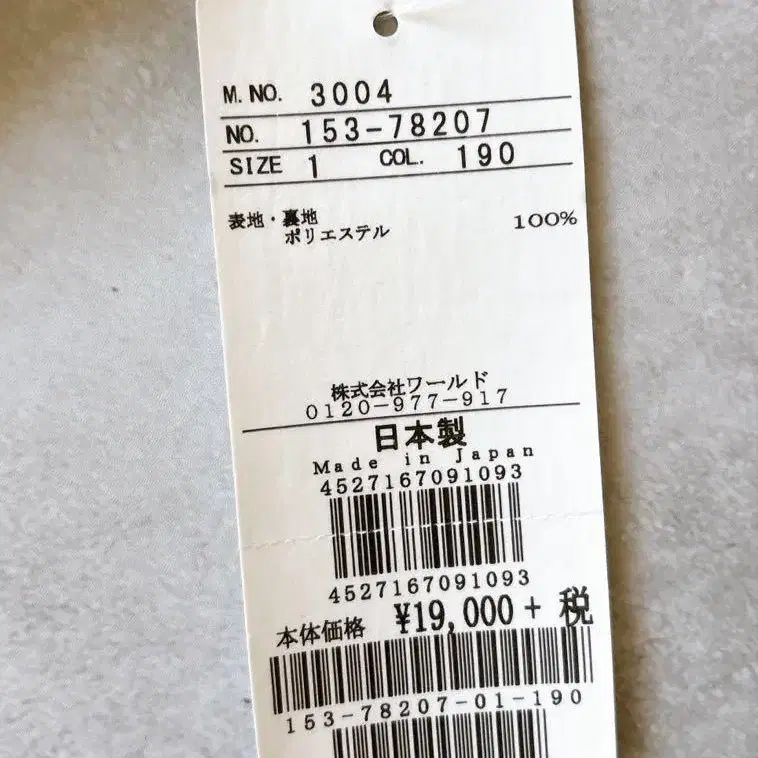 M. NO. 3004
NO. 153-78207
SIZE 1 COL. 190
表地・裏地
ポリエステル 100%
株式会社ワールド
0120-977-917
日本製
Made in Japan
4527167091093
4527167091093
本体価格 ¥19,000 + 税
153-78207-01-190